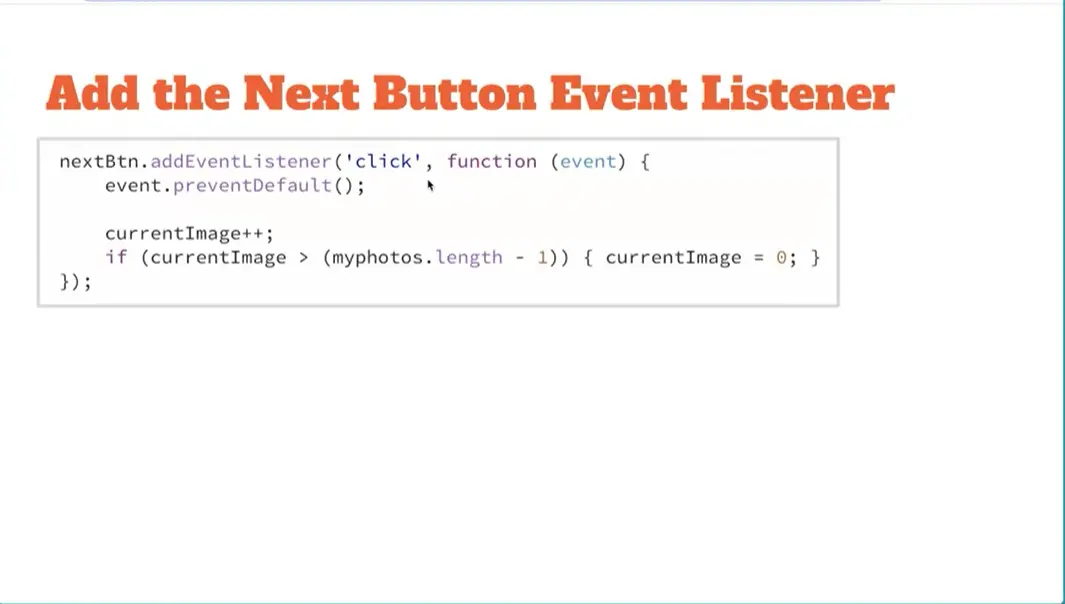 Add the Next Button Event Listener
nextBtn.addEventListener('click', function (event) {
    event.preventDefault();
    currentImage++;
    if (currentImage > (myphotos.length - 1)) { currentImage = 0; }
});